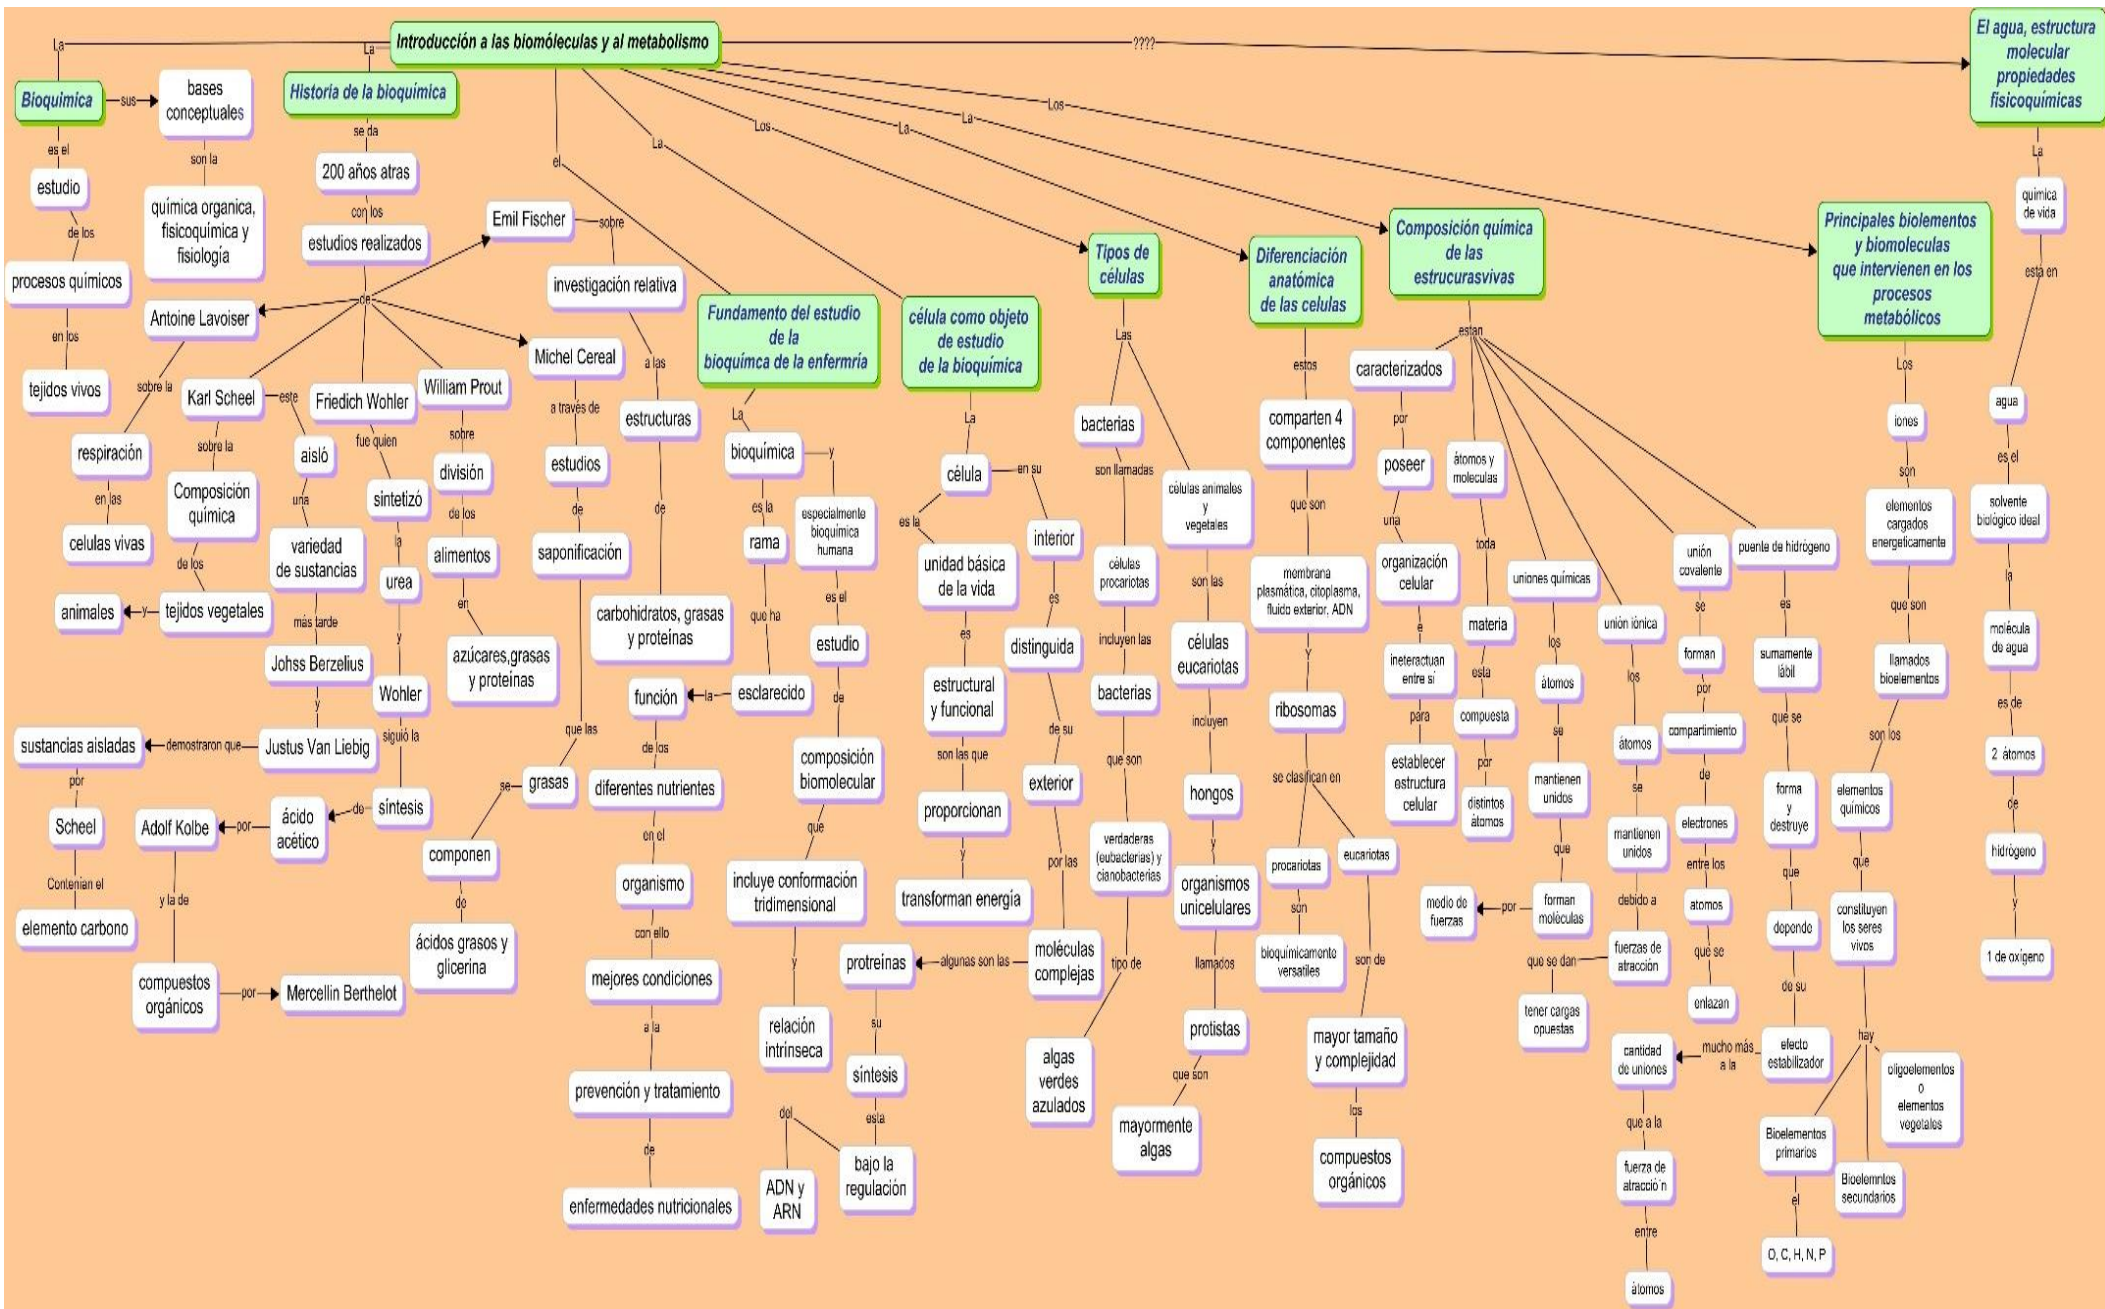 Introducción a las biomóleculas y al metabolismo
La
Bioquimica
sus
bases
conceptuales
son la
química organica,
fisicoquímica y
fisiología
es el
estudio
de los
procesos químicos
en los
tejidos vivos
La
Historia de la bioquímica
se da
200 años atras
con los
estudios realizados
de
Antoine Lavoiser
sobre la
respiración
en las
celulas vivas
Karl Scheel
sobre la
Composición
química
de los
tejidos vegetales
y
animales
este
aisló
una
variedad
de sustancias
más tarde
Johss Berzelius
y
Justus Van Liebig
demostraron que
sustancias aisladas
por
Scheel
Contenian el
elemento carbono
Friedich Wohler
fue quien
sintetizó
la
urea
y
Wohler
siguió la
síntesis
de
ácido
acético
por
Adolf Kolbe
y la de
compuestos
orgánicos
por
Mercellin Berthelot
William Prout
sobre
división
de los
alimentos
en
azúcares,grasas
y proteínas
Michel Cereal
a través de
estudios
de
saponificación
que las
grasas
se
componen
de
ácidos grasos y
glicerina
Emil Fischer
sobre
investigación relativa
a las
estructuras
de
carbohidratos, grasas
y proteínas
el
Fundamento del estudio
de la
bioquímca de la enfermría
La
bioquímica
es la
rama
que ha
esclarecido
la
función
de los
diferentes nutrientes
en el
organismo
con ello
mejores condiciones
a la
prevención y tratamiento
de
enfermedades nutricionales
y
especialmente
bioquímica
humana
es el
estudio
de
composición
biomolecular
que
incluye conformación
tridimensional
y
relación
intrínseca
La
célula como objeto
de estudio
de la bioquímica
La
célula
es la
unidad básica
de la vida
es
estructural
y funcional
son las que
proporcionan
y
transforman energía
en su
interior
es
distinguida
de su
exterior
por las
moléculas
complejas
algunas son las
protreínas
su
síntesis
esta
bajo la
regulación
del
ADN y
ARN
Los
Tipos de
células
Las
bacterias
son llamadas
células
procariotas
incluyen las
bacterias
que son
verdaderas
(eubacterias) y
cianobacterias
tipo de
algas
verdes
azulados
células animales
y
vegetales
son las
células
eucariotas
incluyen
hongos
y
organismos
unicelulares
llamados
protistas
que son
mayormente
algas
La
Diferenciación
anatómica
de las celulas
estos
comparten 4
componentes
que son
membrana
plasmática, citoplasma,
fluido exterior, ADN
y
ribosomas
se clasifican en
procariotas
son
bioquímicamente
versatiles
eucariotas
son de
mayor tamaño
y complejidad
los
compuestos
orgánicos
La
Composición química
de las
estrucurasvivas
estan
caracterizados
por
poseer
una
organización
celular
e
ineteractuan
entre sí
para
establecer
estructura
celular
átomos y
moleculas
toda
materia
esta
compuesta
por
distintos
átomos
uniones químicas
los
átomos
se
mantienen
unidos
que
forman
moléculas
por
medio de
fuerzas
unión iónica
los
átomos
se
mantienen
unidos
debido a
fuerzas de
atracción
que se dan
tener cargas
opuestas
unión
covalente
se
forman
por
compartimiento
de
electrones
entre los
atomos
que se
enlazan
puente de hidrógeno
es
sumamente
lábil
que se
forma
y
destruye
que
depende
de su
efecto
estabilizador
mucho más
a la
cantidad
de uniones
que a la
fuerza de
atracción
entre
átomos
Los
Principales biolementos
y biomoleculas
que intervienen en los
procesos
metabólicos
Los
iones
son
elementos
cargados
energeticamente
que son
llamados
bioelementos
son los
elementos
químicos
que
constituyen
los seres
vivos
hay
Bioelementos
primarios
el
O, C, H, N, P
Bioelemntos
secundarios
oligoelementos
o
elementos
vegetales
????
El agua, estructura
molecular
propiedades
fisicoquímicas
La
química
de vida
está en
agua
es el
solvente
biológico ideal
la
molécula
de agua
es de
2 átomos
de
hidrógeno
y
1 de oxígeno